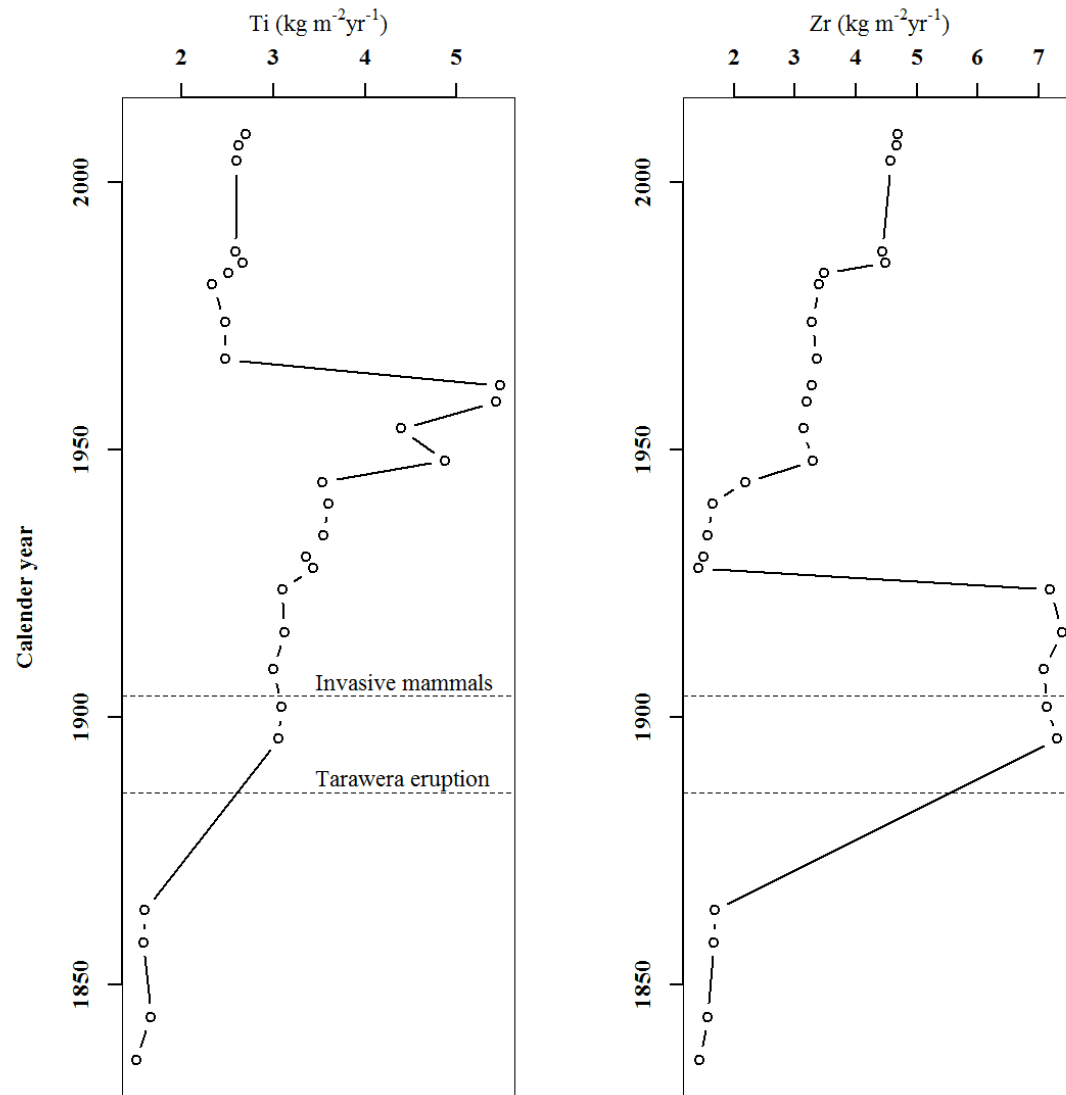 Ti (kg m⁻²yr⁻¹)
2 3 4 5
Zr (kg m⁻²yr⁻¹)
2 3 4 5 6 7
Calender year
2000
1950
1900
1850
Invasive mammals
Tarawera eruption
2000
1950
1900
1850